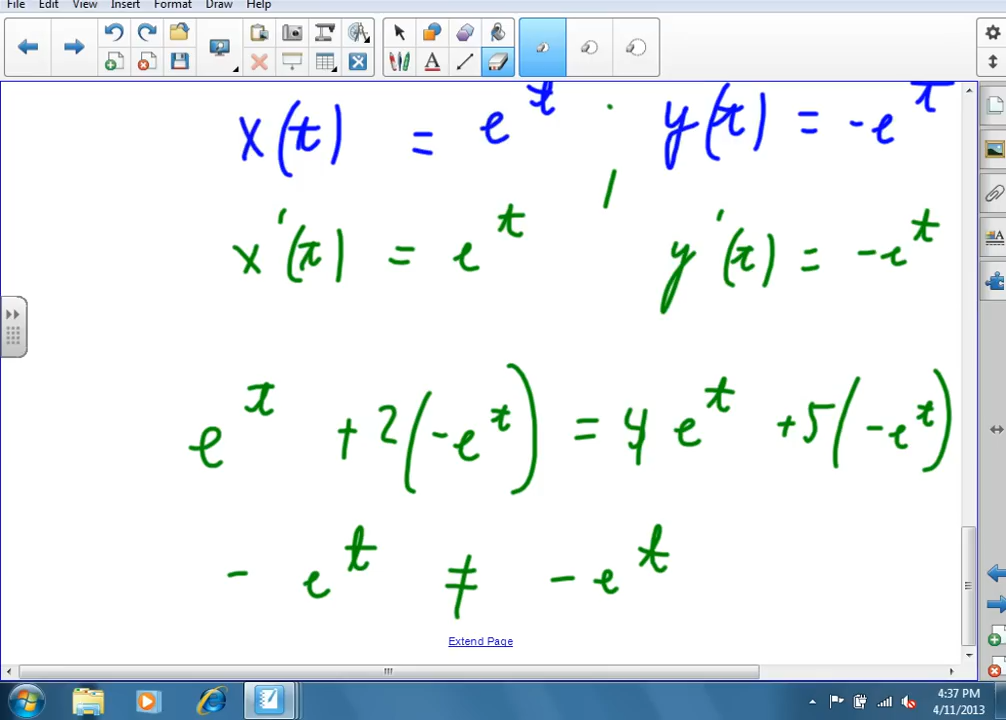 File Edit View Insert Format Draw Help
x(t) = e^t . y(t) = -e^t
x'(t) = e^t / y'(t) = -e^t
e^t +2(-e^t) = 4e^t +5(-e^t)
- e^t ≠ - e^t
Extend Page
4:37 PM
4/11/2013